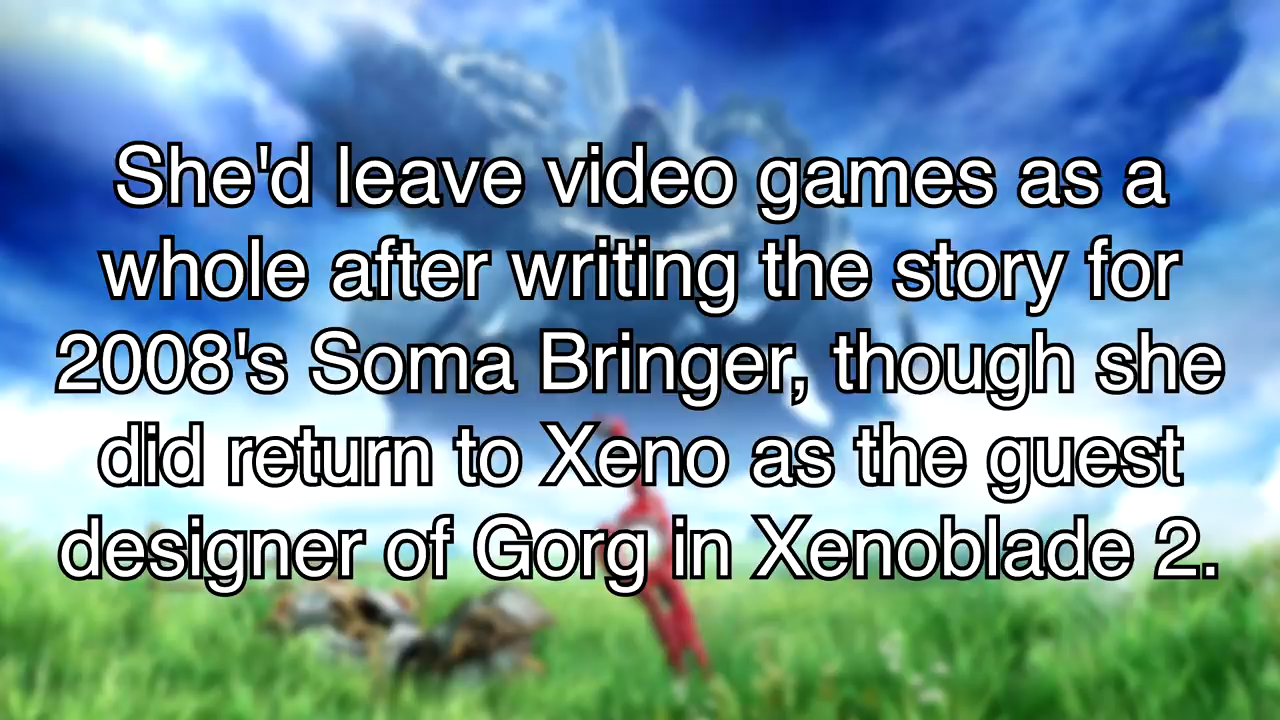 She'd leave video games as a
whole after writing the story for
2008's Soma Bringer, though she
did return to Xeno as the guest
designer of Gorg in Xenoblade 2.